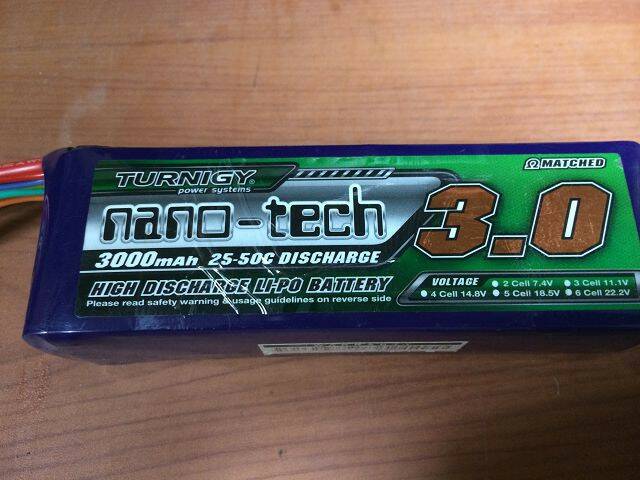 TURNIGY®
power systems
Ω MATCHED
nano-tech
3.0
3000mAh 25-50C DISCHARGE
HIGH DISCHARGE LI-PO BATTERY
Please read safety warning & usage guidelines on reverse side
VOLTAGE 2 Cell 7.4V 3 Cell 11.1V
4 Cell 14.8V 5 Cell 18.5V 6 Cell 22.2V